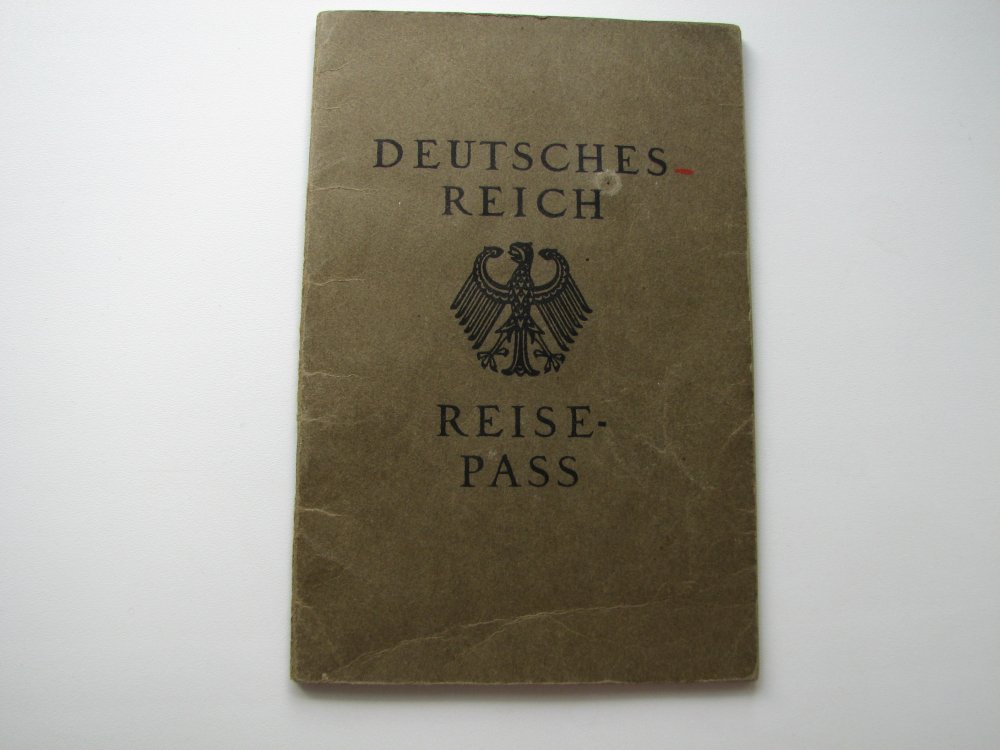 DEUTSCHES
REICH
REISE-
PASS